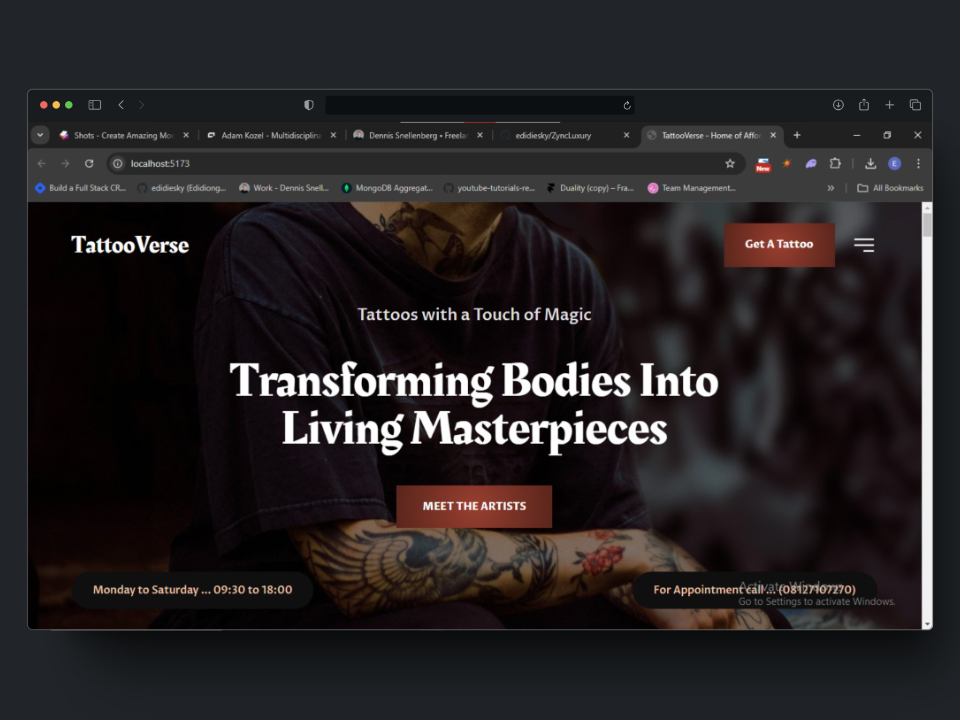 Shots - Create Amazing Mo
Adam Kozel - Multidisciplina
Dennis Snellenberg • Freela
edidiesky/ZyncLuxury
TattooVerse - Home of Affor
localhost:5173
New
E
Build a Full Stack CR...
edidiesky (Edidiong...
Work - Dennis Snell...
MongoDB Aggregat...
youtube-tutorials-re...
Duality (copy) – Fra...
Team Management...
All Bookmarks
TattooVerse
Get A Tattoo
Tattoos with a Touch of Magic
Transforming Bodies Into
Living Masterpieces
MEET THE ARTISTS
Monday to Saturday ... 09:30 to 18:00
For Appointment call ... (08127107270)
Activate Windows
Go to Settings to activate Windows.